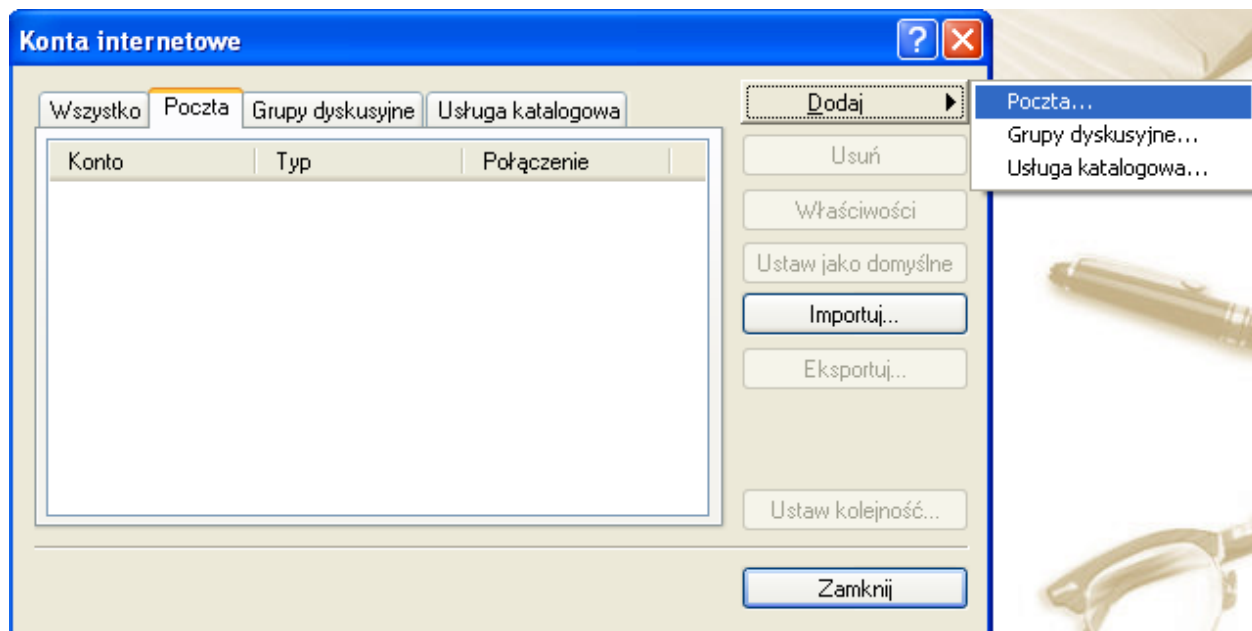 Konta internetowe
Wszystko Poczta Grupy dyskusyjne Usługa katalogowa
Konto Typ Połączenie
Dodaj
Usuń
Właściwości
Ustaw jako domyślne
Importuj...
Eksportuj...
Ustaw kolejność...
Zamknij
Poczta...
Grupy dyskusyjne...
Usługa katalogowa...